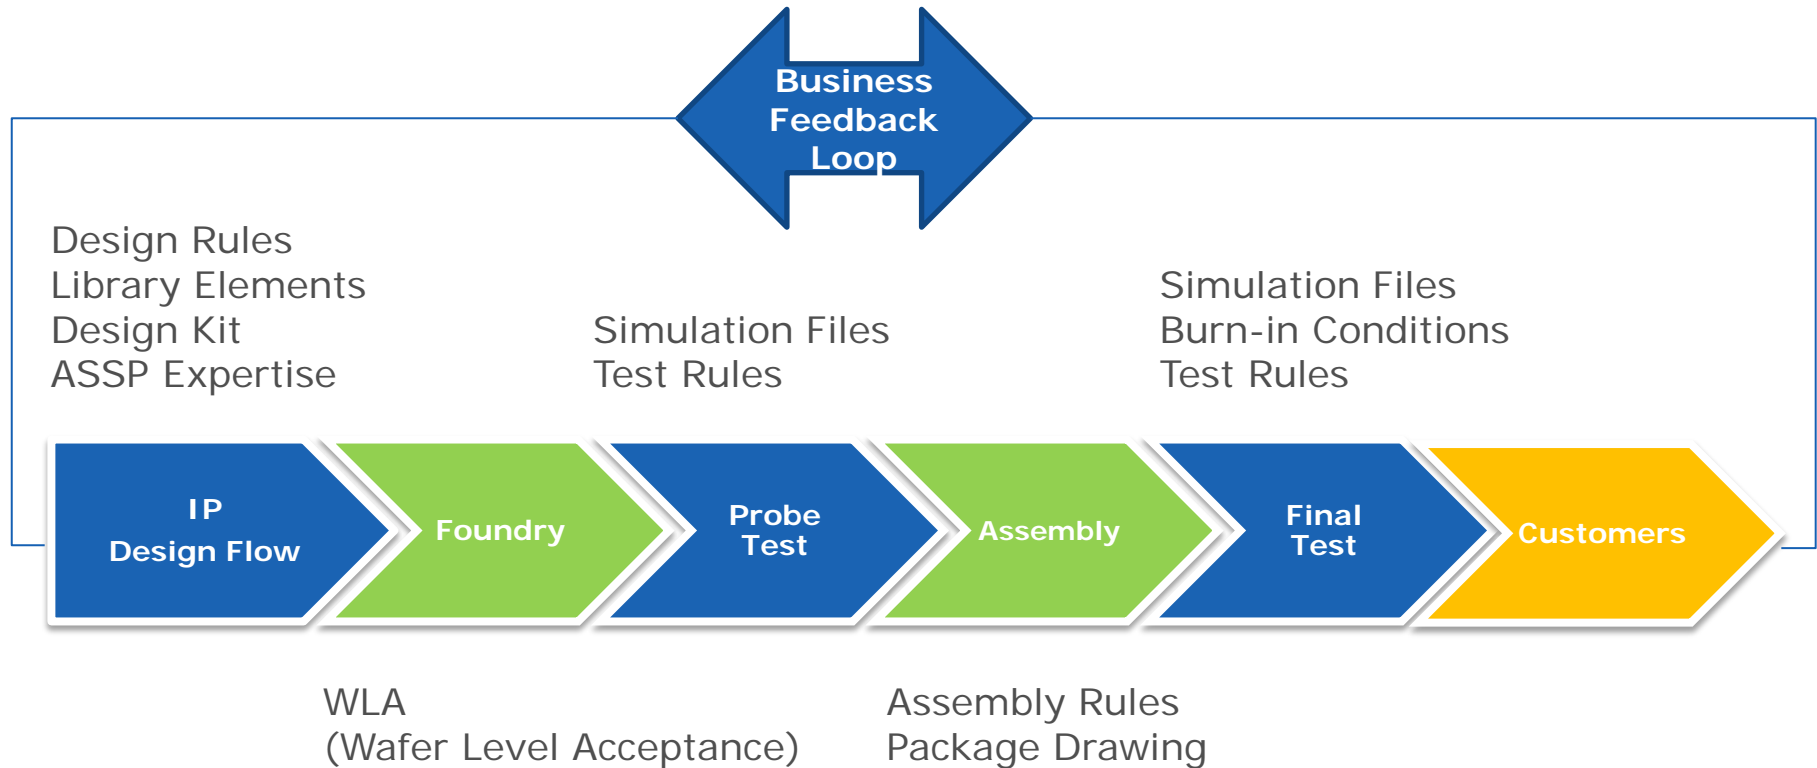 Business
Feedback
Loop
Design Rules
Library Elements
Design Kit
ASSP Expertise
Simulation Files
Test Rules
Simulation Files
Burn-in Conditions
Test Rules
IP
Design Flow
Foundry
Probe
Test
Assembly
Final
Test
Customers
WLA
(Wafer Level Acceptance)
Assembly Rules
Package Drawing